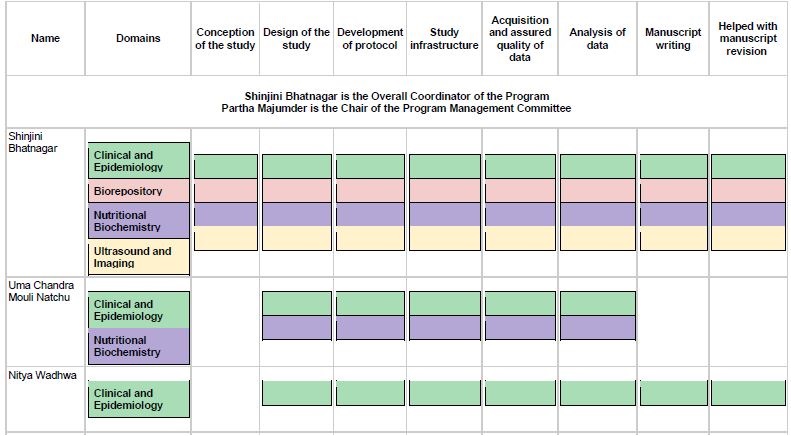 Name
Domains
Conception
of the study
Design of the
study
Development
of protocol
Study
infrastructure
Acquisition
and assured
quality of
data
Analysis of
data
Manuscript
writing
Helped with
manuscript
revision
Shinjini Bhatnagar is the Overall Coordinator of the Program
Partha Majumder is the Chair of the Program Management Committee
Shinjini
Bhatnagar
Clinical and
Epidemiology
Biorepository
Nutritional
Biochemistry
Ultrasound and
Imaging
Uma Chandra
Mouli Natchu
Clinical and
Epidemiology
Nutritional
Biochemistry
Nitya Wadhwa
Clinical and
Epidemiology